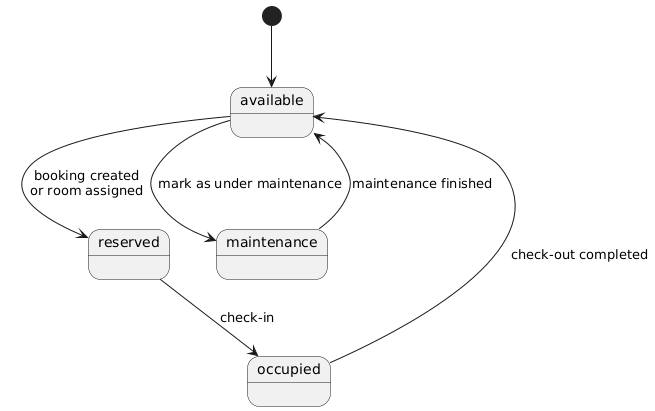 available
booking created
or room assigned
mark as under maintenance
maintenance finished
reserved
maintenance
check-out completed
check-in
occupied